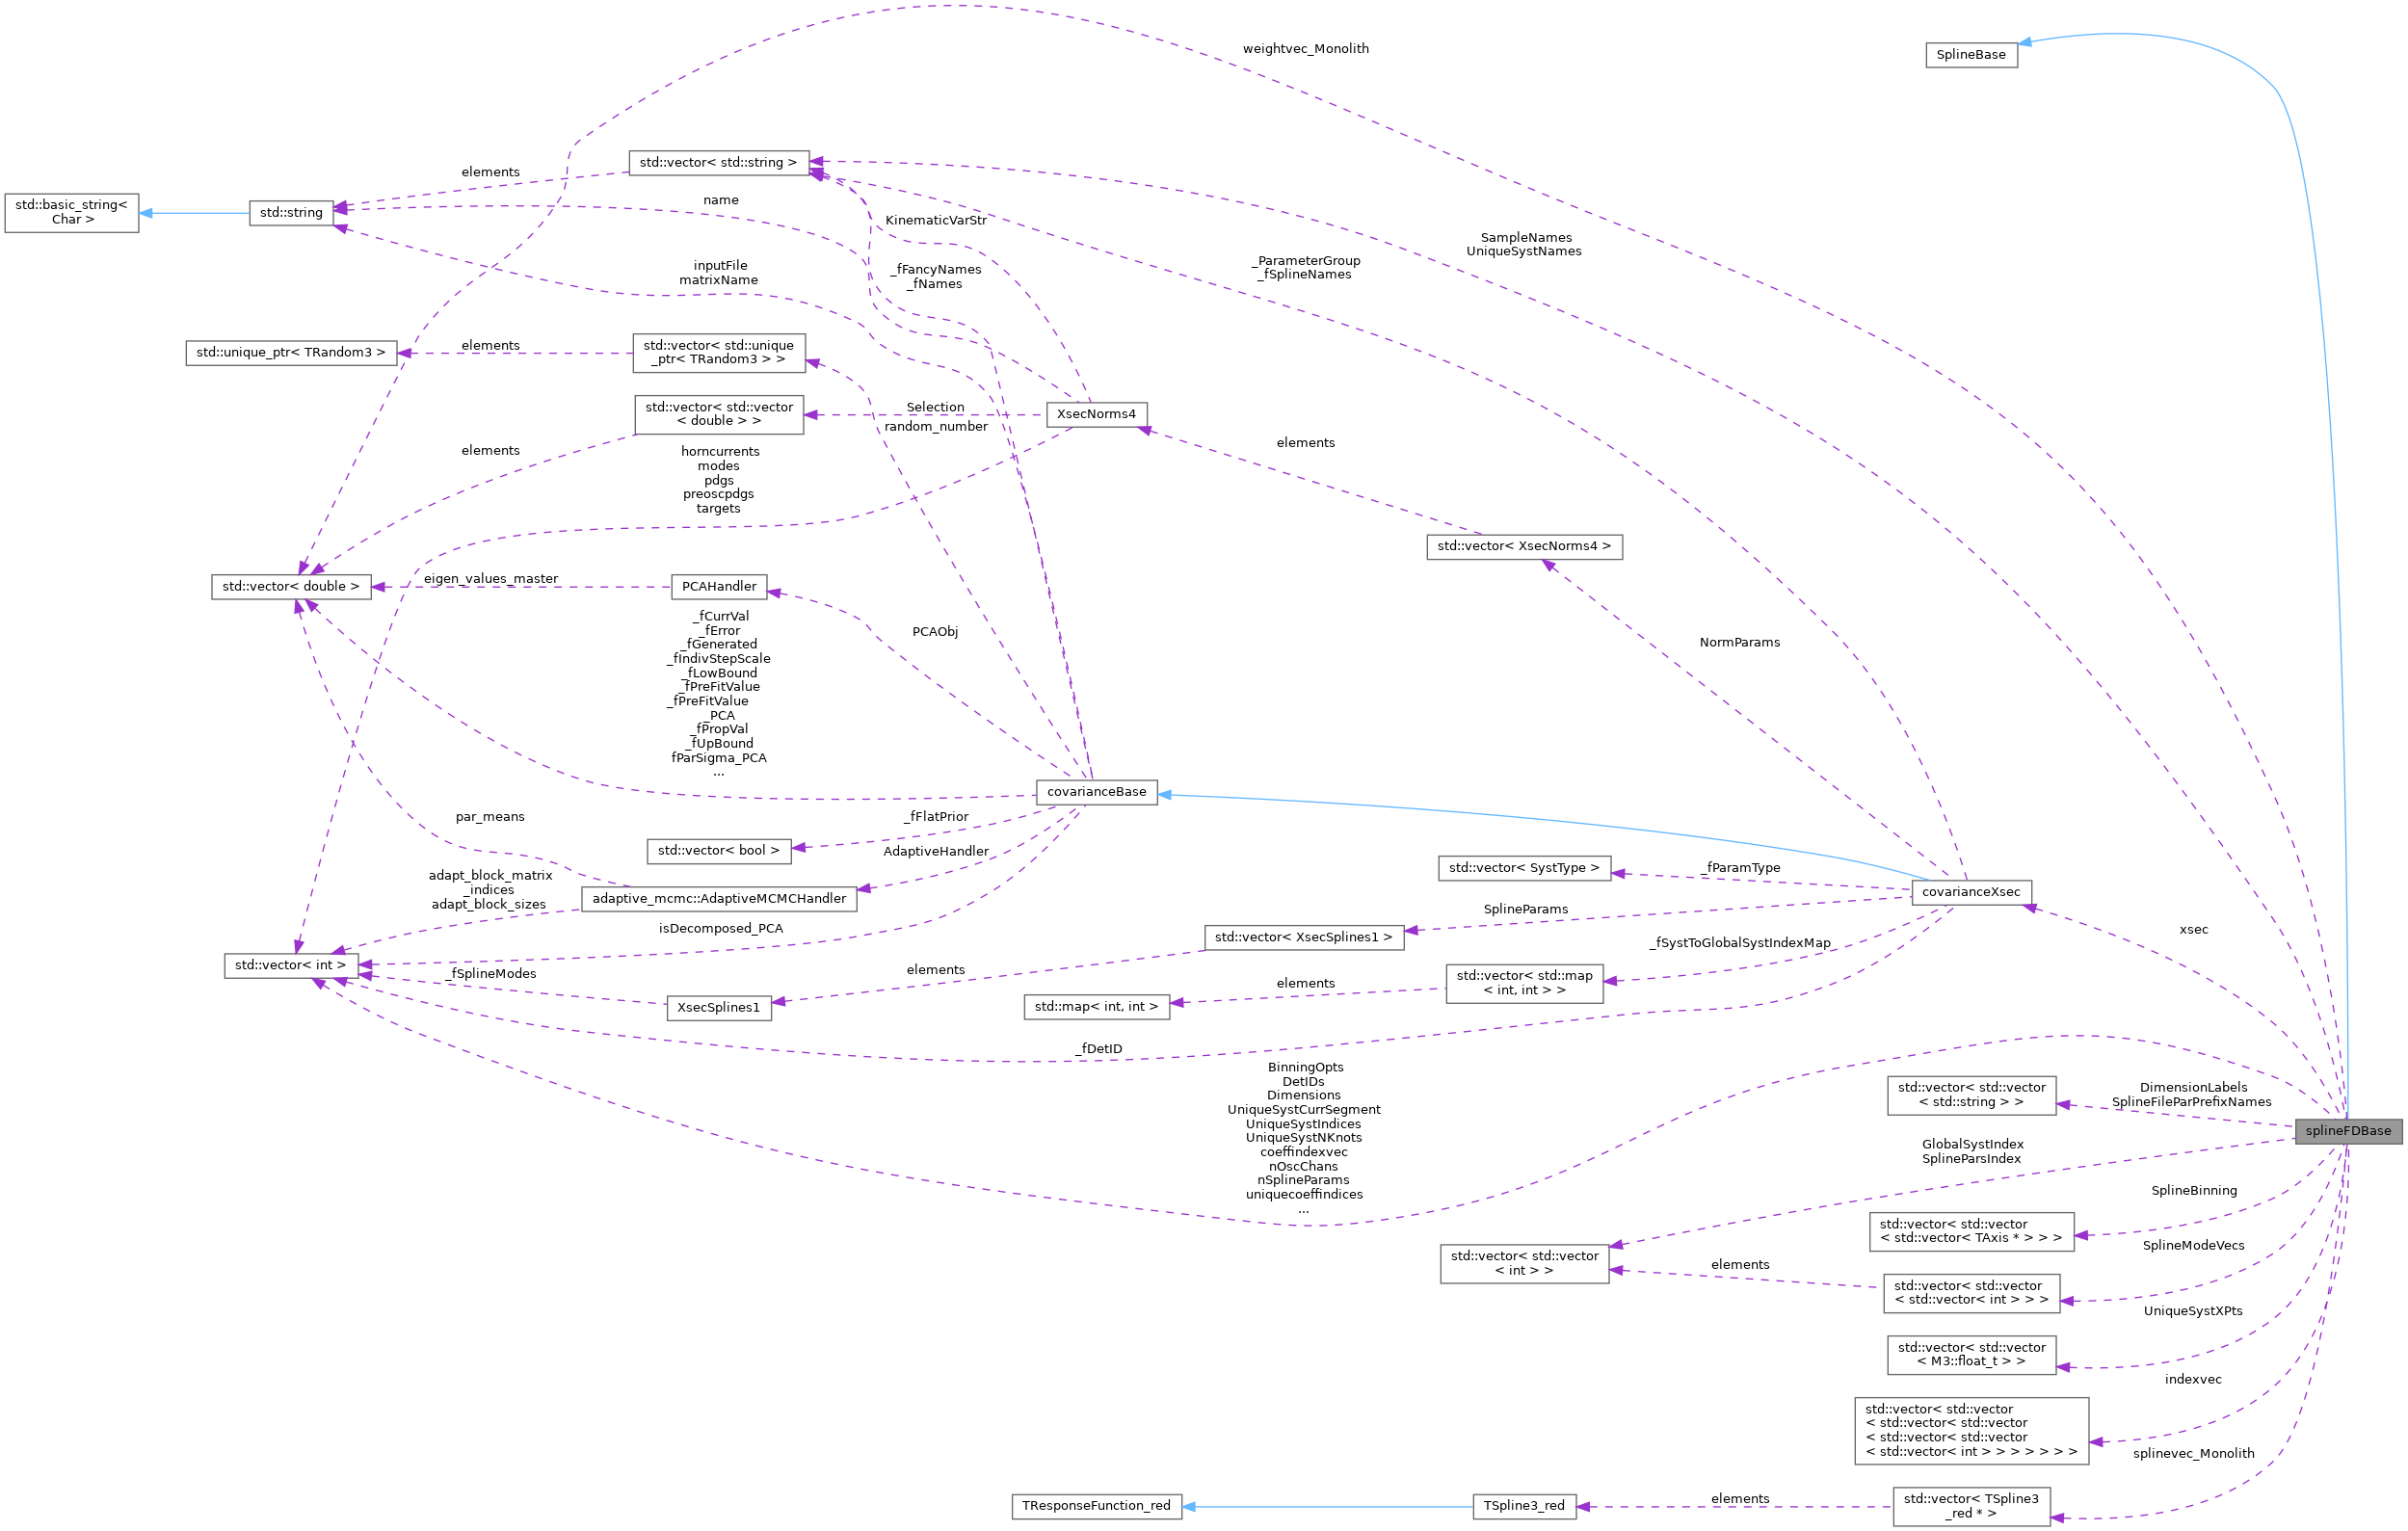 weightvec_Monolith
SplineBase
std::vector< std::string >
elements
std::basic_string<
Char >
std::string
name
KinematicVarStr
SampleNames
UniqueSystNames
inputFile
matrixName
_fFancyNames
_fNames
_ParameterGroup
_fSplineNames
std::unique_ptr< TRandom3 >
elements
std::vector< std::unique
_ptr< TRandom3 > >
std::vector< std::vector
< double > >
Selection
random_number
XsecNorms4
elements
elements
horncurrents
modes
pdgs
preoscpdgs
targets
std::vector< XsecNorms4 >
std::vector< double >
eigen_values_master
PCAHandler
_fCurrVal
_fError
_fGenerated
_fIndivStepScale
_fLowBound
_fPreFitValue
_fPreFitValue
_PCA
_fPropVal
_fUpBound
fParSigma_PCA
...
PCAObj
NormParams
covarianceBase
par_means
_fFlatPrior
std::vector< bool >
AdaptiveHandler
std::vector< SystType >
_fParamType
covarianceXsec
adapt_block_matrix
_indices
adapt_block_sizes
adaptive_mcmc::AdaptiveMCMCHandler
SplineParams
isDecomposed_PCA
std::vector< XsecSplines1 >
xsec
_fSystToGlobalSystIndexMap
std::vector< int >
_fSplineModes
elements
XsecSplines1
std::map< int, int >
elements
std::vector< std::map
< int, int > >
_fDetID
BinningOpts
DetIDs
Dimensions
UniqueSystCurrSegment
UniqueSystIndices
UniqueSystNKnots
coeffindexvec
nOscChans
nSplineParams
uniquecoeffindices
...
std::vector< std::vector
< std::string > >
DimensionLabels
SplineFileParPrefixNames
splineFDBase
GlobalSystIndex
SplineParsIndex
SplineBinning
std::vector< std::vector
< std::vector< TAxis * > > >
std::vector< std::vector
< int > >
elements
SplineModeVecs
std::vector< std::vector
< std::vector< int > > >
UniqueSystXPts
std::vector< std::vector
< M3::float_t > >
indexvec
std::vector< std::vector
< std::vector< std::vector
< std::vector< std::vector
< std::vector< int > > > > > > >
splinevec_Monolith
TResponseFunction_red
TSpline3_red
elements
std::vector< TSpline3
_red * >